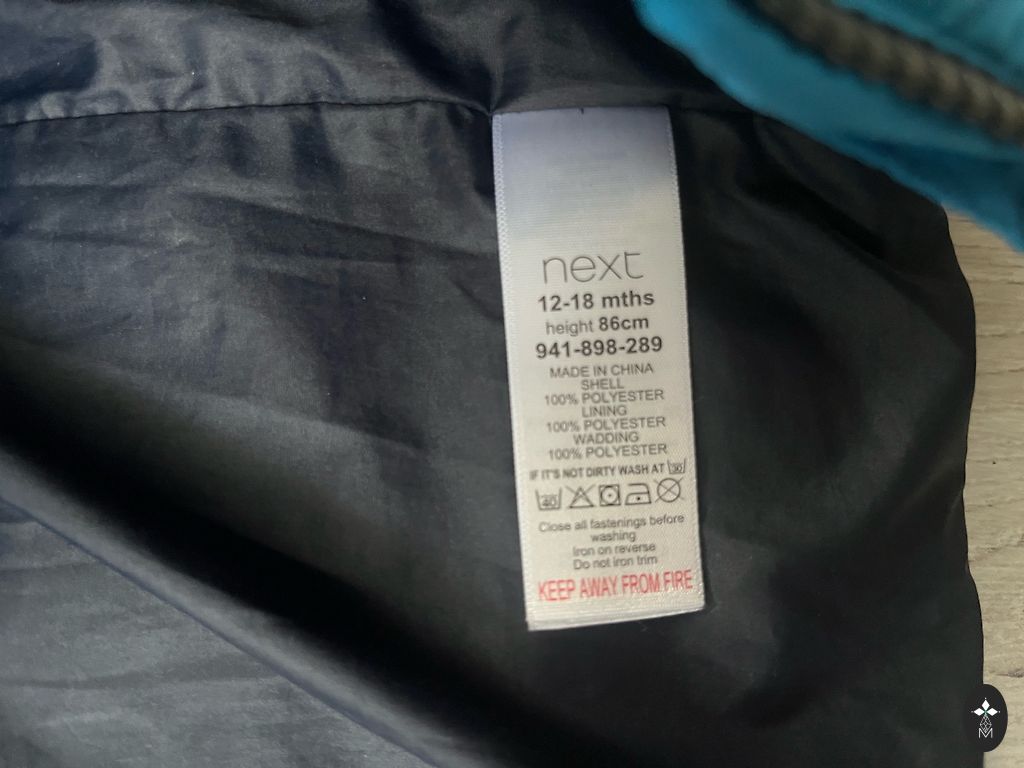 next
12-18 mths
height 86cm
941-898-289
MADE IN CHINA
SHELL
100% POLYESTER
LINING
100% POLYESTER
WADDING
100% POLYESTER
IF IT'S NOT DIRTY WASH AT 30
40
Close all fastenings before
washing
Iron on reverse
Do not iron trim
KEEP AWAY FROM FIRE
M